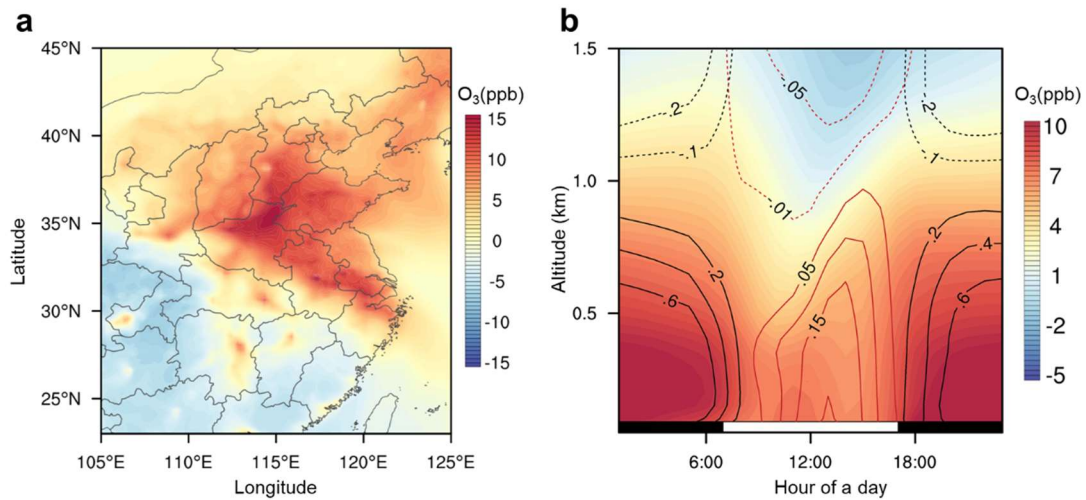 a
45°N
40°N
35°N
30°N
25°N
Latitude
105°E 110°E 115°E 120°E 125°E
Longitude
O3(ppb)
15
10
5
0
-5
-10
-15
b
1.5
1.0
0.5
Altitude (km)
.2
.1
.05
.01
.2
.1
.2
.6
.05
.15
.2
.4
.6
6:00 12:00 18:00
Hour of a day
O3(ppb)
10
7
4
1
-2
-5